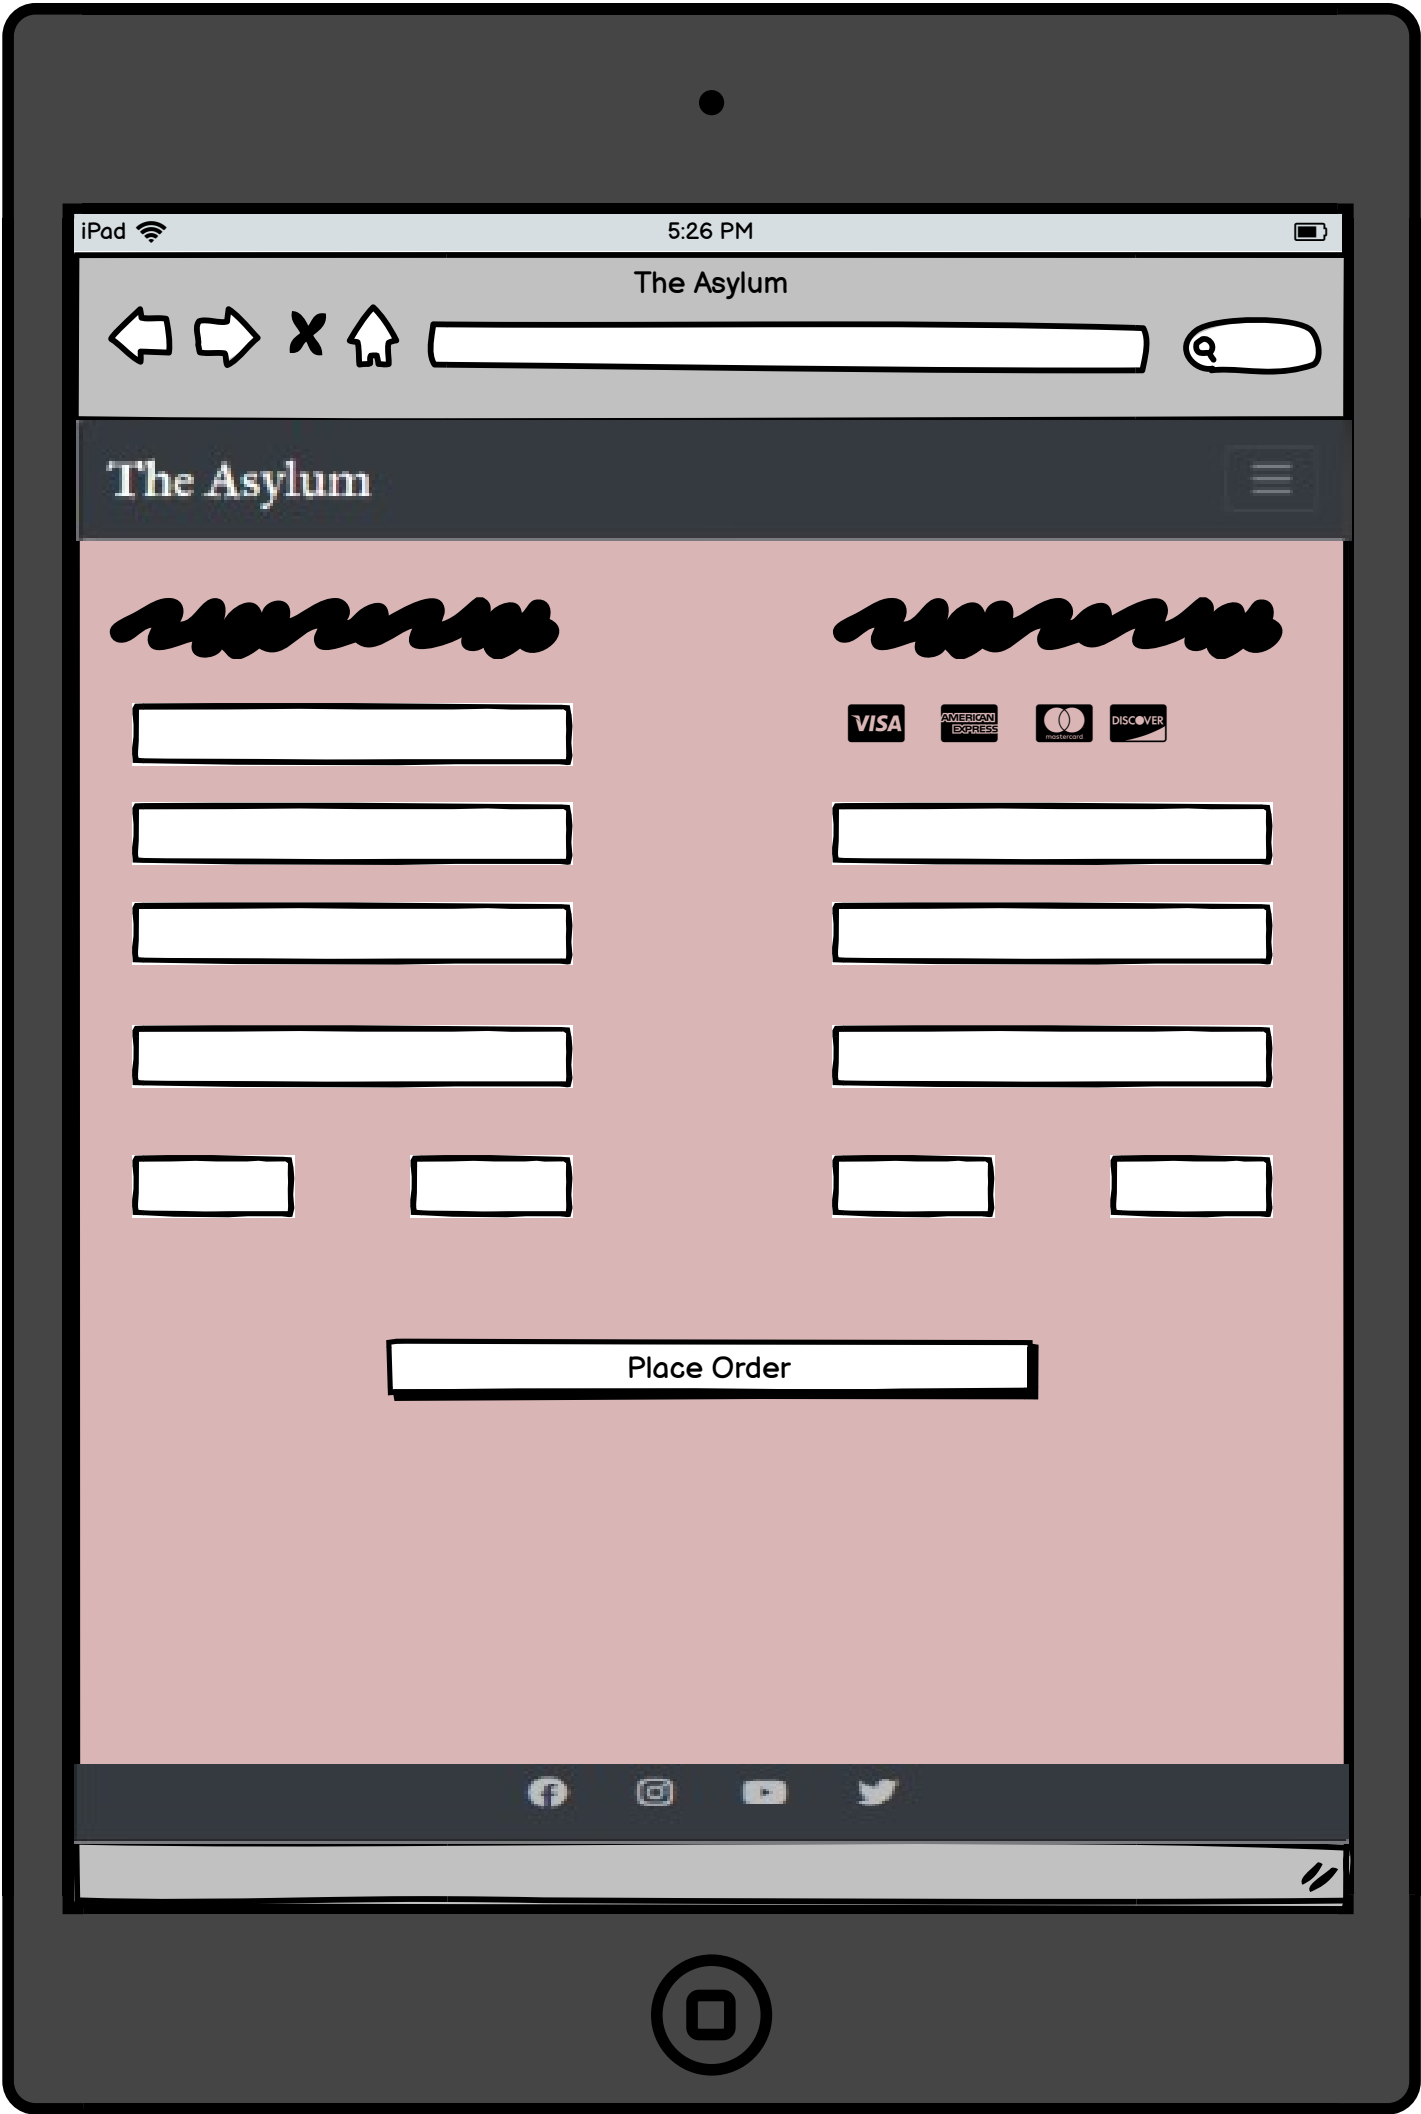 iPad 5:26 PM
The Asylum
The Asylum
VISA AMERICAN EXPRESS mastercard DISCOVER
Place Order